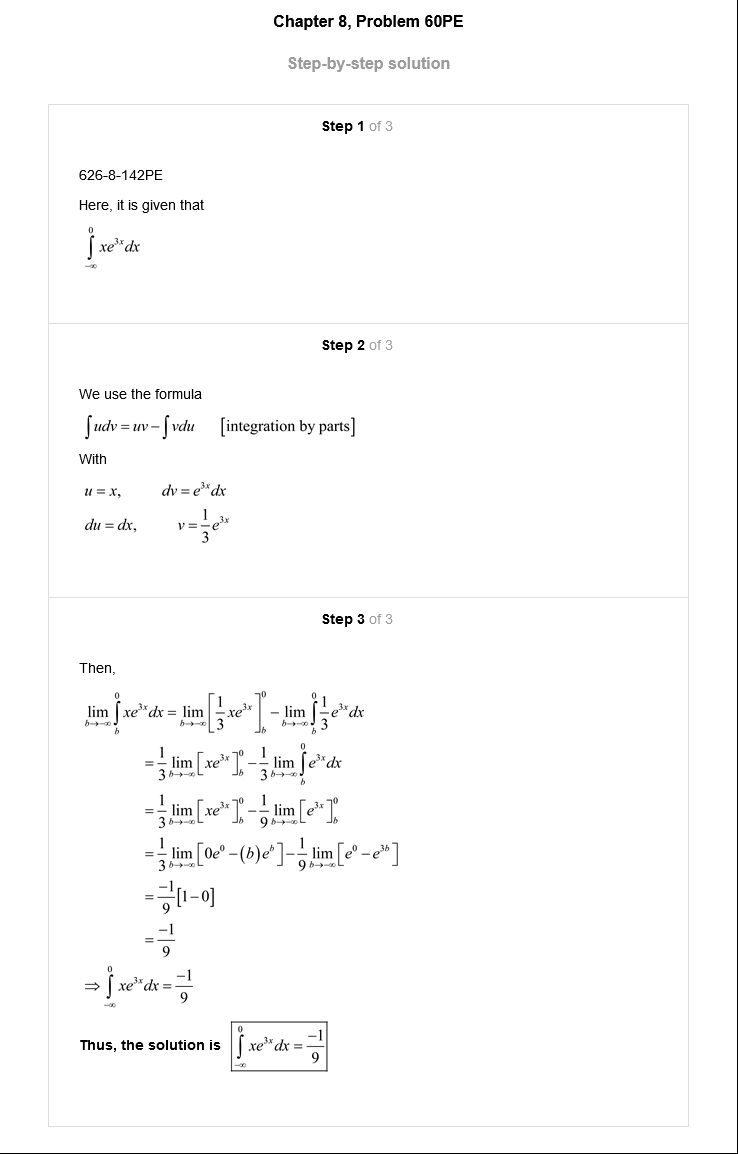 Chapter 8, Problem 60PE
Step-by-step solution
Step 1 of 3
626-8-142PE
Here, it is given that
$\int_{-\infty}^{0} xe^{3x}dx$
Step 2 of 3
We use the formula
$\int udv = uv - \int vdu$ [integration by parts]
With
$u = x, \quad dv = e^{3x}dx$
$du = dx, \quad v = \frac{1}{3}e^{3x}$
Step 3 of 3
Then,
$\lim_{b \to -\infty} \int_{b}^{0} xe^{3x}dx = \lim_{b \to -\infty} \left[\frac{1}{3}xe^{3x}\right]_{b}^{0} - \lim_{b \to -\infty} \int_{b}^{0} \frac{1}{3}e^{3x}dx$
$= \frac{1}{3} \lim_{b \to -\infty} \left[xe^{3x}\right]_{b}^{0} - \frac{1}{3} \lim_{b \to -\infty} \int_{b}^{0} e^{3x}dx$
$= \frac{1}{3} \lim_{b \to -\infty} \left[xe^{3x}\right]_{b}^{0} - \frac{1}{9} \lim_{b \to -\infty} \left[e^{3x}\right]_{b}^{0}$
$= \frac{1}{3} \lim_{b \to -\infty} \left[0e^{0} - (b)e^{b}\right] - \frac{1}{9} \lim_{b \to -\infty} \left[e^{0} - e^{3b}\right]$
$= \frac{-1}{9}[1-0]$
$= \frac{-1}{9}$
$\Rightarrow \int_{-\infty}^{0} xe^{3x}dx = \frac{-1}{9}$
Thus, the solution is $\int_{-\infty}^{0} xe^{3x}dx = \frac{-1}{9}$